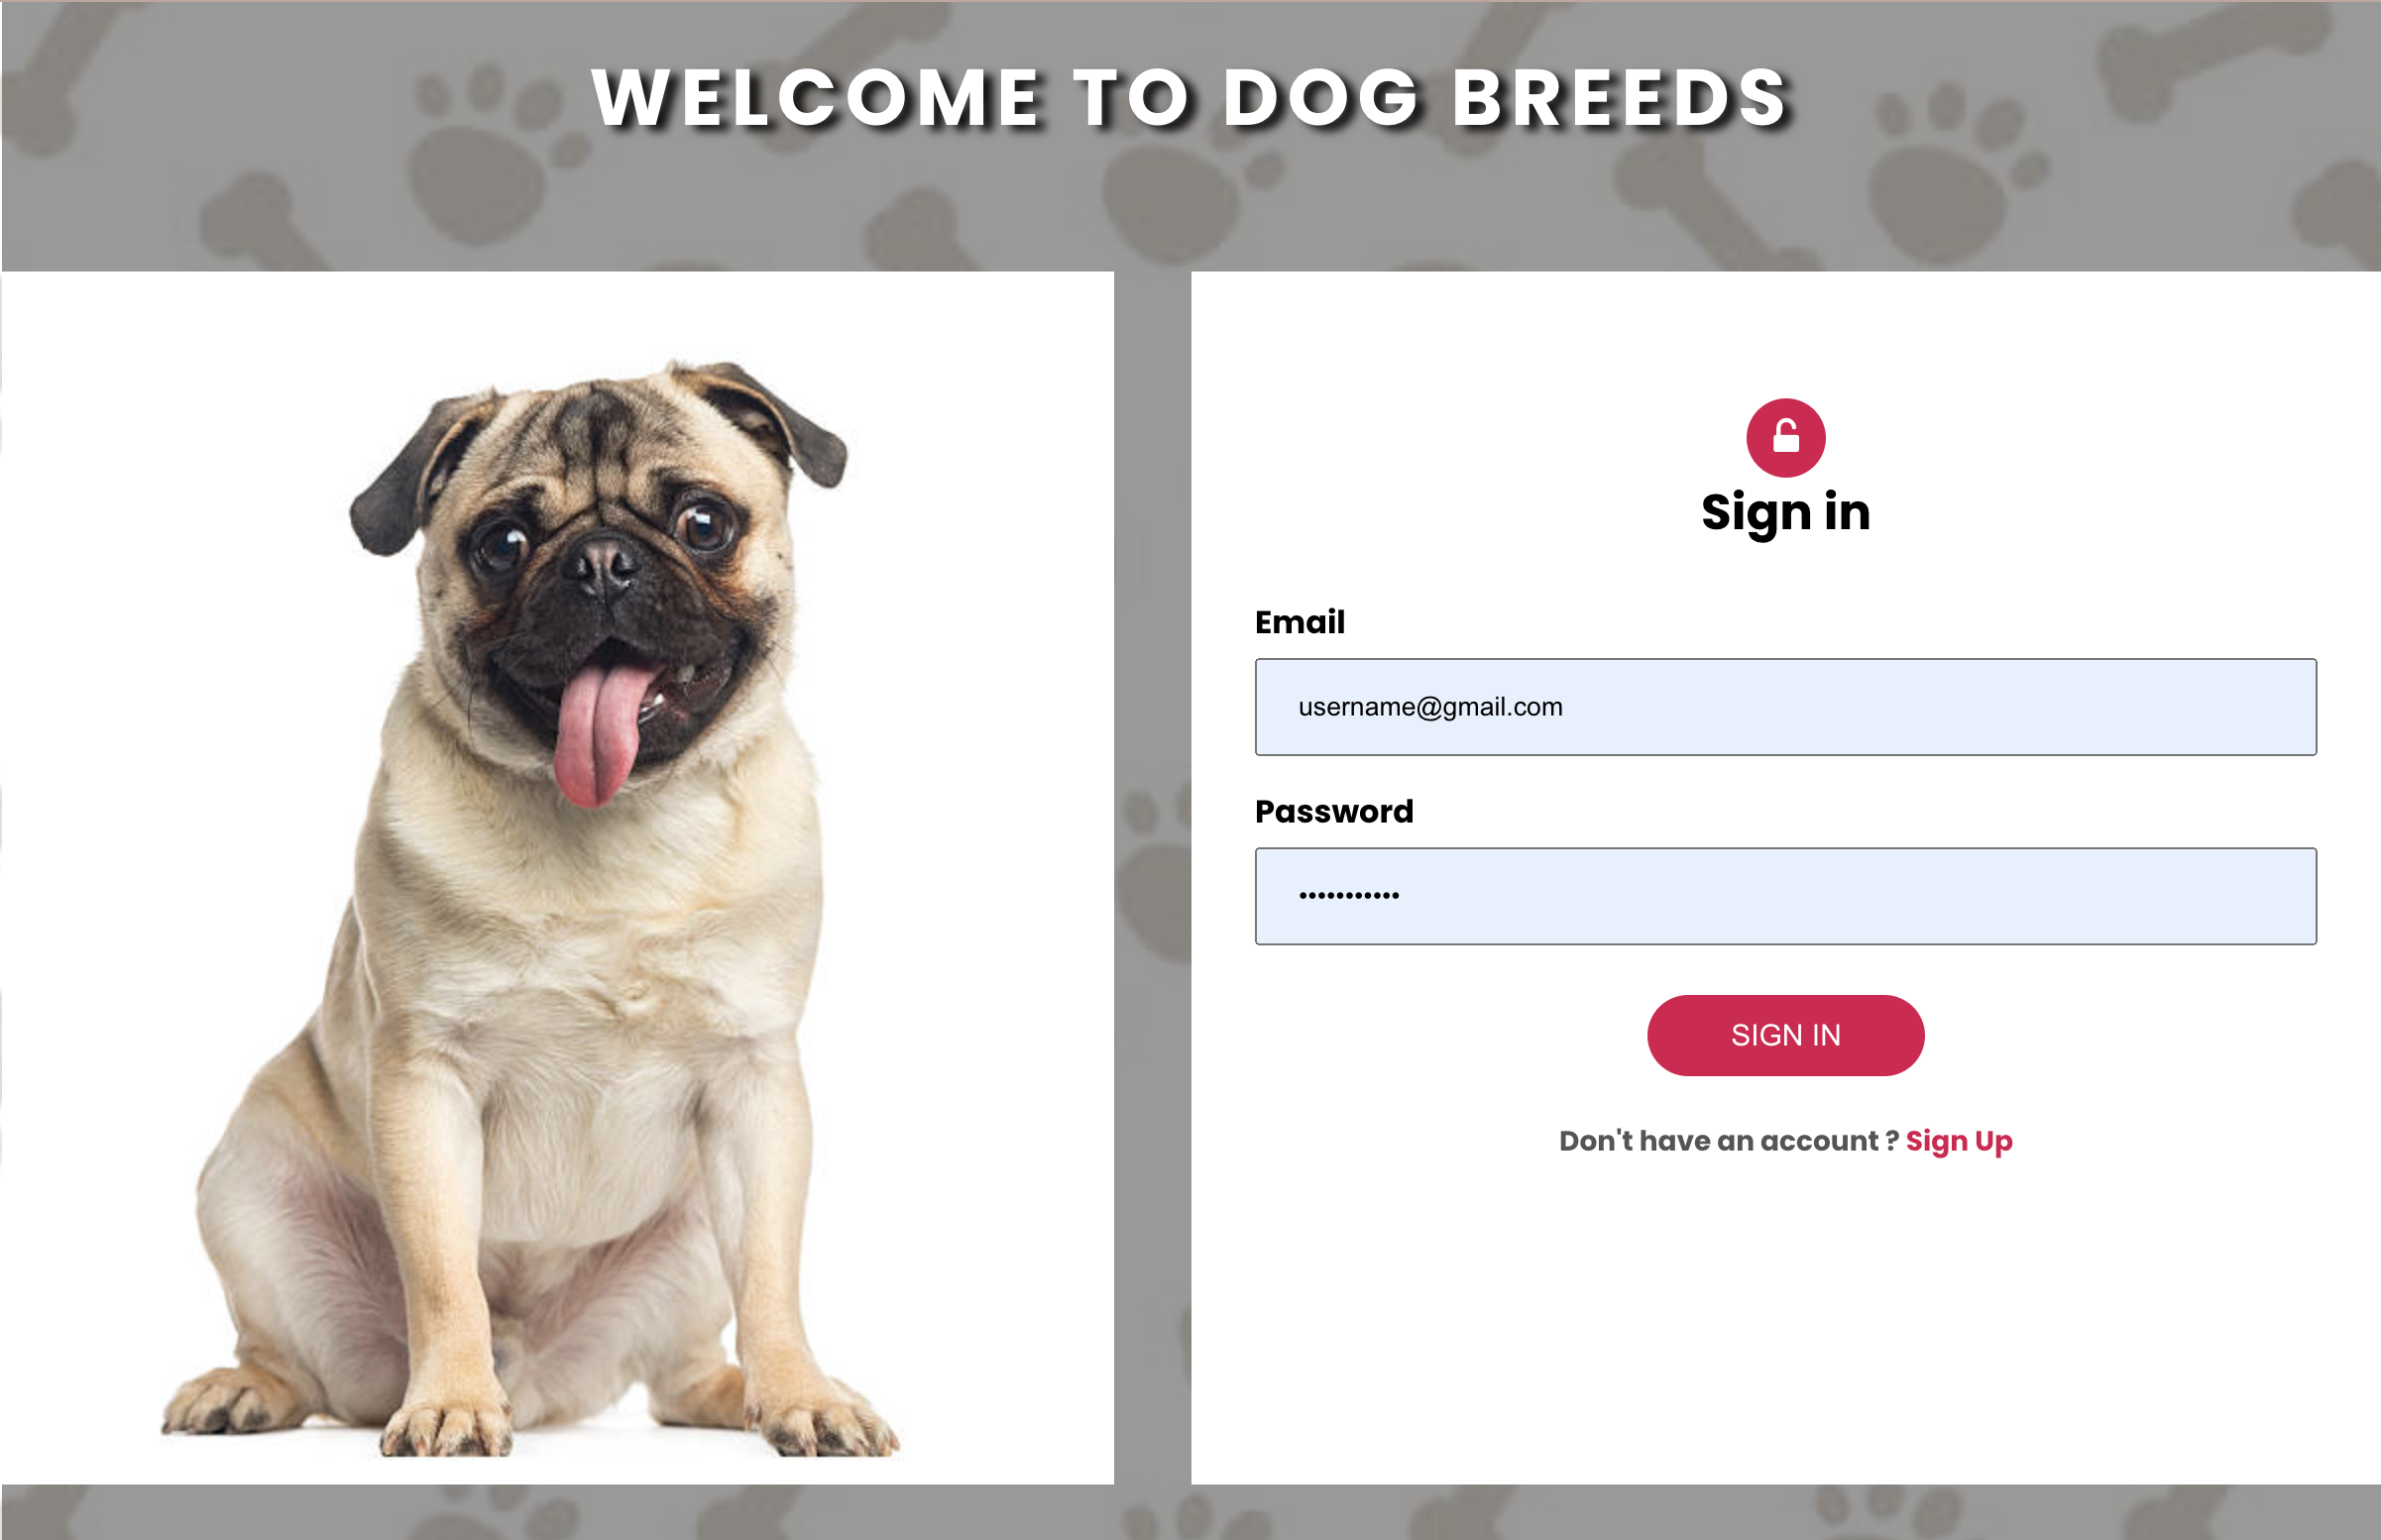 WELCOME TO DOG BREEDS
Sign in
Email
username@gmail.com
Password
•••••••••••
SIGN IN
Don't have an account ? Sign Up